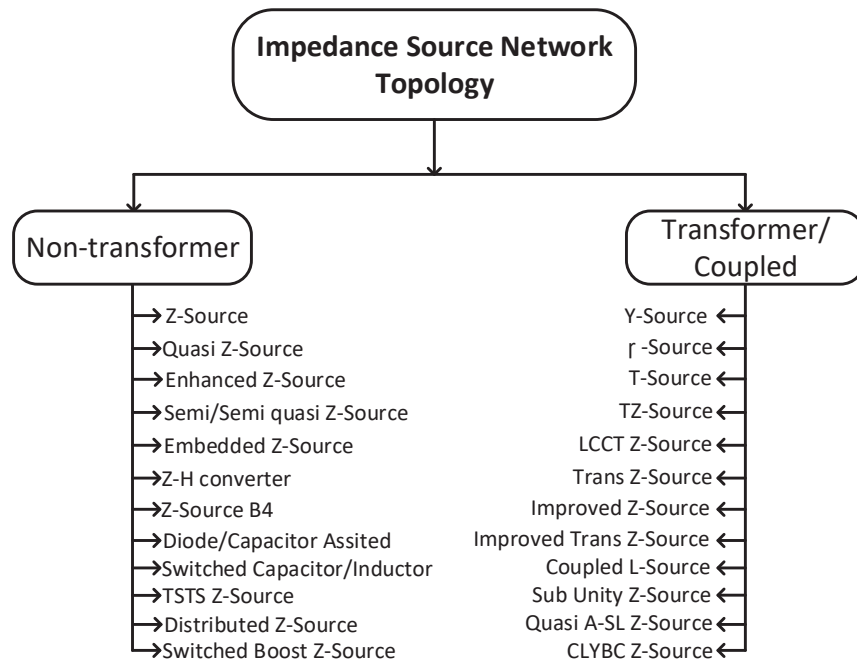 Impedance Source Network
Topology
Non-transformer
Z-Source
Quasi Z-Source
Enhanced Z-Source
Semi/Semi quasi Z-Source
Embedded Z-Source
Z-H converter
Z-Source B4
Diode/Capacitor Assited
Switched Capacitor/Inductor
TSTS Z-Source
Distributed Z-Source
Switched Boost Z-Source
Transformer/
Coupled
Y-Source
ɼ -Source
T-Source
TZ-Source
LCCT Z-Source
Trans Z-Source
Improved Z-Source
Improved Trans Z-Source
Coupled L-Source
Sub Unity Z-Source
Quasi A-SL Z-Source
CLYBC Z-Source